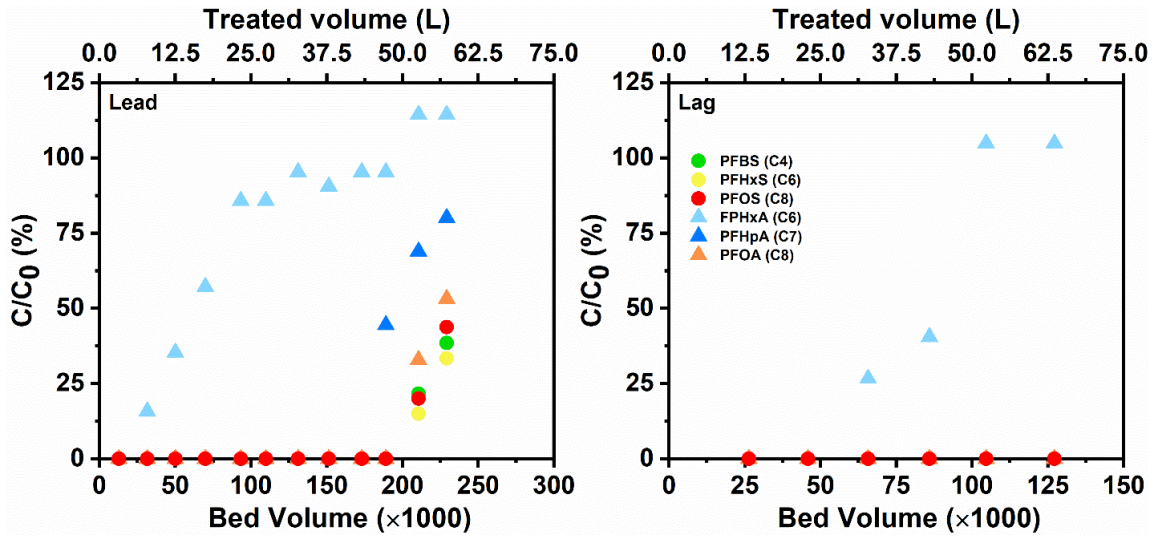 Treated volume (L)
0.0 12.5 23.0 37.5 50.0 62.5 75.0
125
100
75
50
25
0
C/C0 (%)
Lead
0 50 100 150 200 250 300
Bed Volume (×1000)
Treated volume (L)
0.0 12.5 25.0 37.5 50.0 62.5 75.0
125
100
75
50
25
0
C/C0 (%)
Lag
PFBS (C4)
PFHxS (C6)
PFOS (C8)
FPHxA (C6)
PFHpA (C7)
PFOA (C8)
0 25 50 75 100 125 150
Bed Volume (×1000)